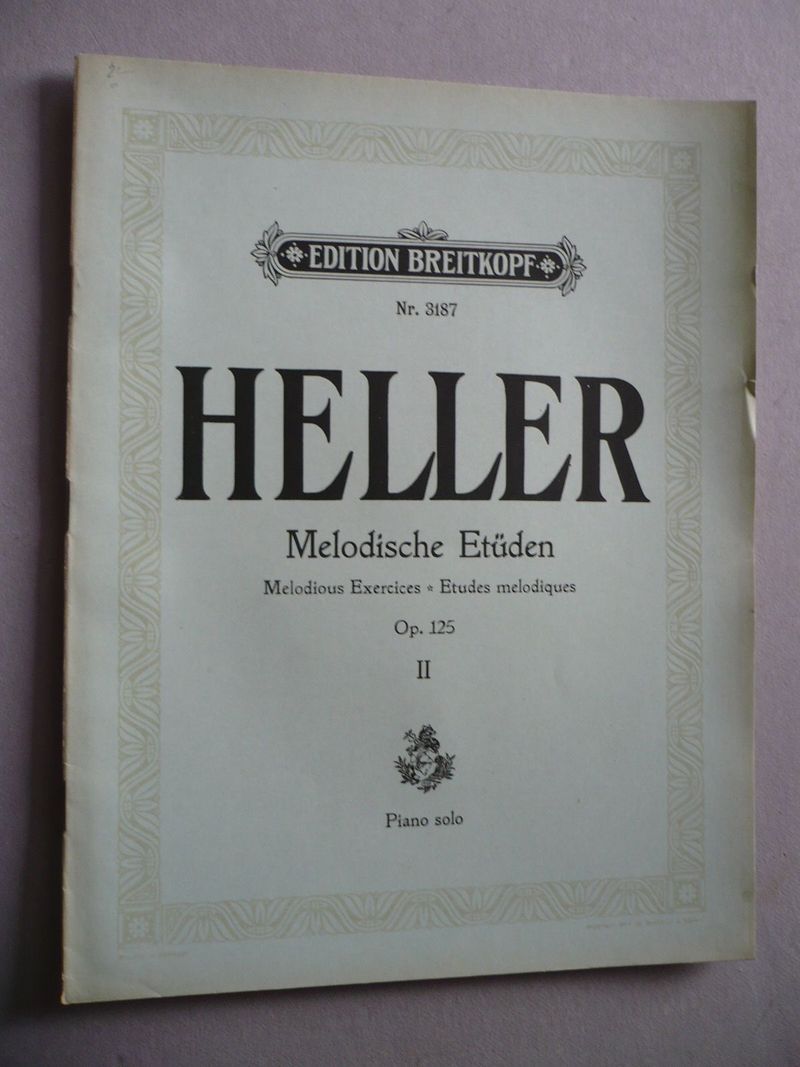 EDITION BREITKOPF
Nr. 3187
HELLER
Melodische Etüden
Melodious Exercices * Etudes melodiques
Op. 125
II
Piano solo